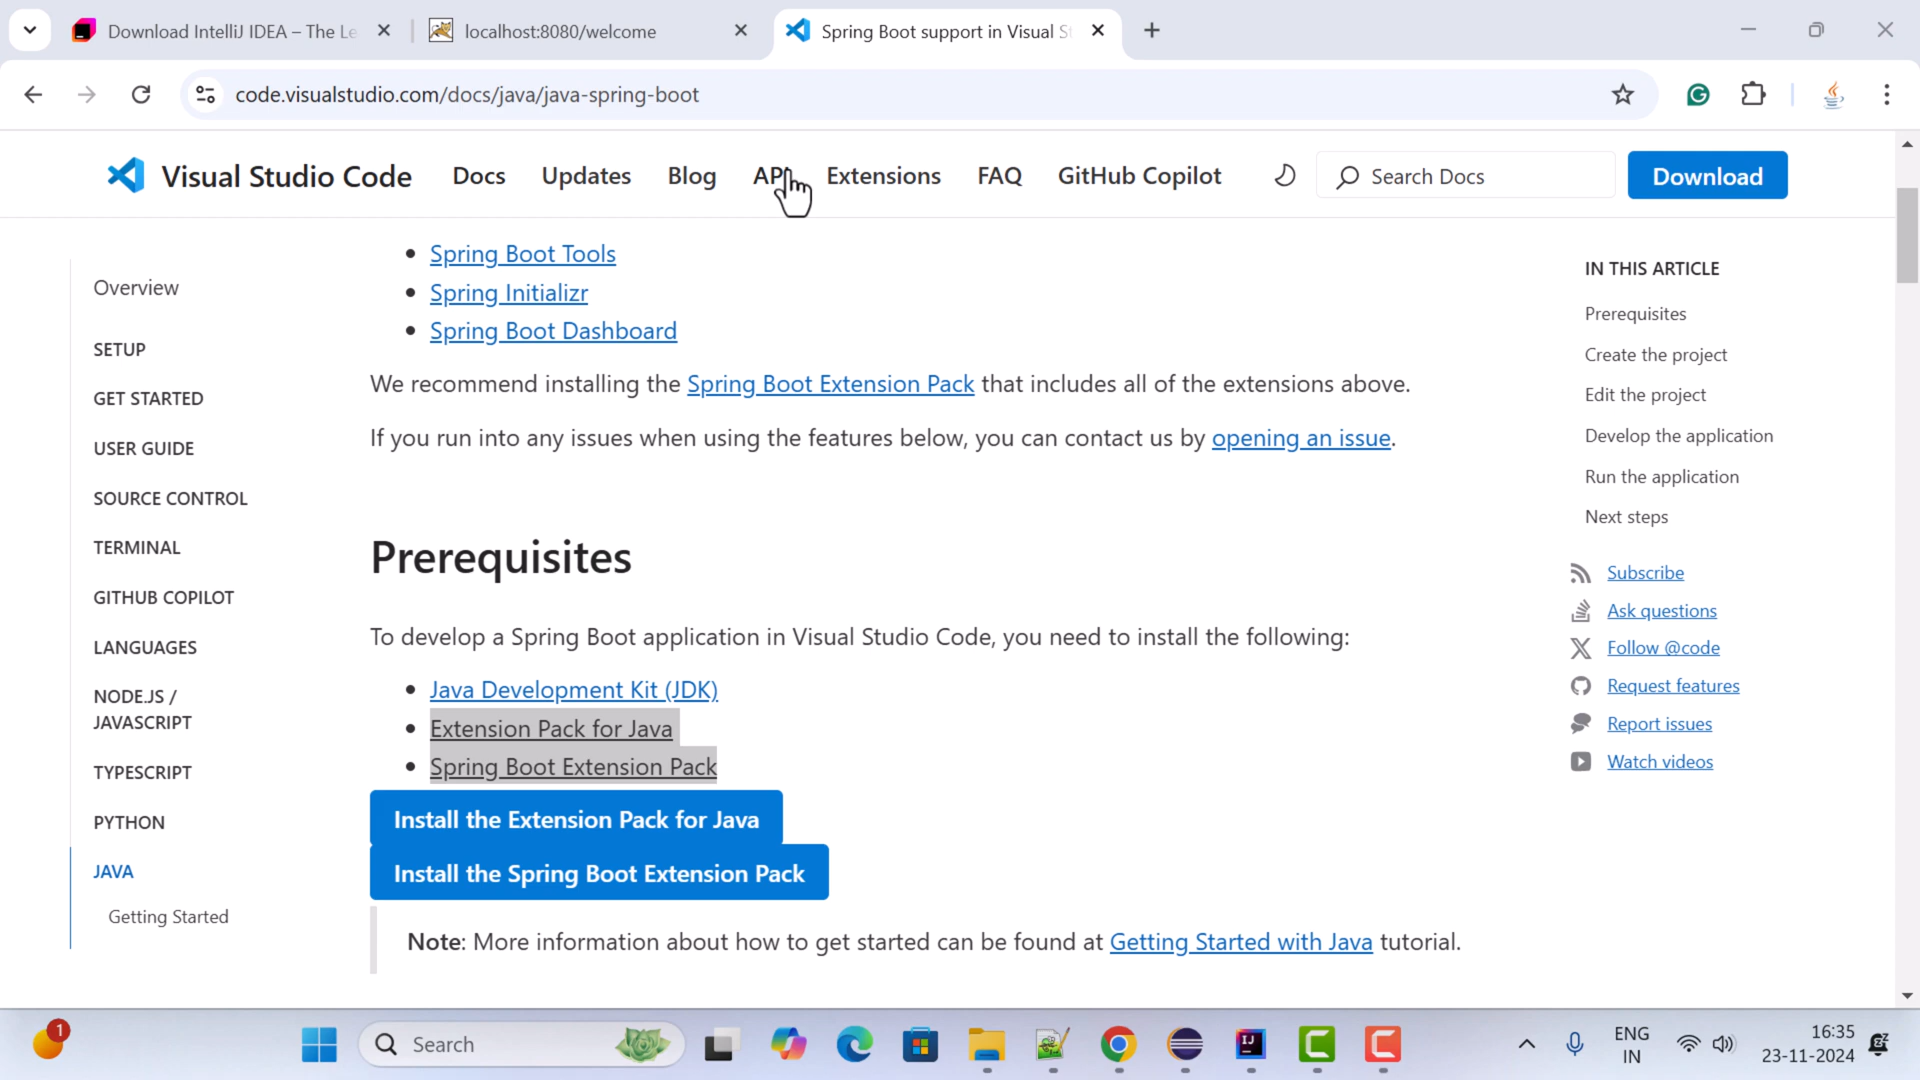 Download IntelliJ IDEA – The Le
localhost:8080/welcome
Spring Boot support in Visual St
code.visualstudio.com/docs/java/java-spring-boot
Visual Studio Code
Docs
Updates
Blog
API
Extensions
FAQ
GitHub Copilot
Search Docs
Download
Overview
SETUP
GET STARTED
USER GUIDE
SOURCE CONTROL
TERMINAL
GITHUB COPILOT
LANGUAGES
NODE.JS /
JAVASCRIPT
TYPESCRIPT
PYTHON
JAVA
Getting Started
Spring Boot Tools
Spring Initializr
Spring Boot Dashboard
We recommend installing the Spring Boot Extension Pack that includes all of the extensions above.
If you run into any issues when using the features below, you can contact us by opening an issue.
Prerequisites
To develop a Spring Boot application in Visual Studio Code, you need to install the following:
Java Development Kit (JDK)
Extension Pack for Java
Spring Boot Extension Pack
Install the Extension Pack for Java
Install the Spring Boot Extension Pack
Note: More information about how to get started can be found at Getting Started with Java tutorial.
IN THIS ARTICLE
Prerequisites
Create the project
Edit the project
Develop the application
Run the application
Next steps
Subscribe
Ask questions
Follow @code
Request features
Report issues
Watch videos
1
Search
IJ
ENG
IN
16:35
23-11-2024